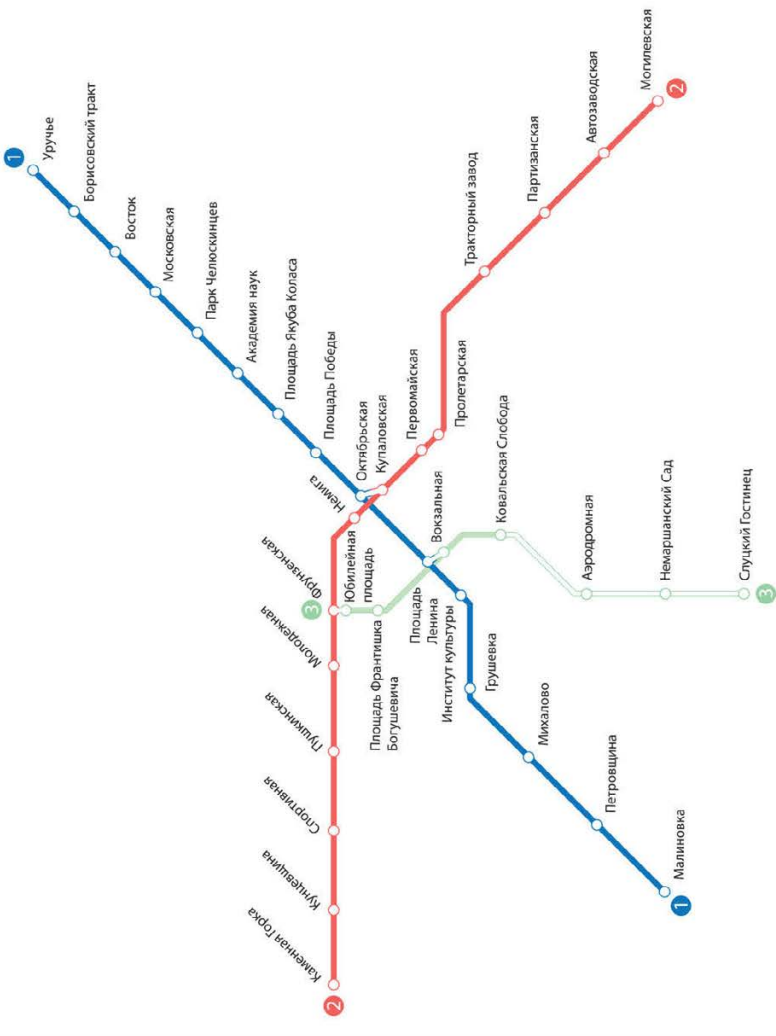 1
Уручье
Борисовский тракт
Восток
Московская
Парк Челюскинцев
Академия наук
Площадь Якуба Коласа
Площадь Победы
Октябрьская
Купаловская
Немига
Первомайская
Пролетарская
Тракторный завод
Партизанская
Автозаводская
Могилевская
2
Фрунзенская
3
Юбилейная
площадь
Молодежная
Пушкинская
Спортивная
Кунцевщина
Каменная Горка
2
Площадь Франтишка
Богушевича
Площадь
Ленина
Вокзальная
Ковальская Слобода
Аэродромная
Немаршанский Сад
Слуцкий Гостинец
3
Институт культуры
Грушевка
Михалово
Петровщина
Малиновка
1